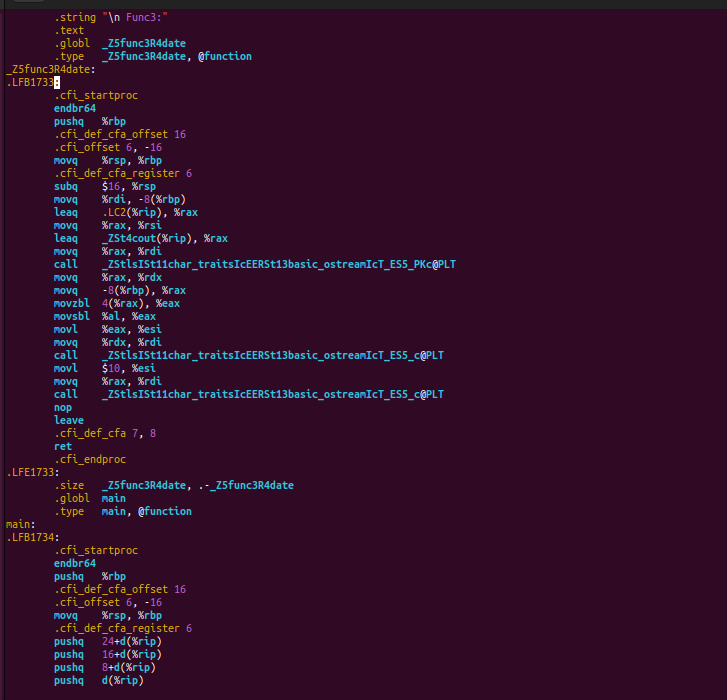 .string "\n Func3:"
.text
.globl _Z5func3R4date
.type _Z5func3R4date, @function
_Z5func3R4date:
.LFB1733:
.cfi_startproc
endbr64
pushq %rbp
.cfi_def_cfa_offset 16
.cfi_offset 6, -16
movq %rsp, %rbp
.cfi_def_cfa_register 6
subq $16, %rsp
movq %rdi, -8(%rbp)
leaq .LC2(%rip), %rax
movq %rax, %rsi
leaq _ZSt4cout(%rip), %rax
movq %rax, %rdi
call _ZStlsISt11char_traitsIcEERSt13basic_ostreamIcT_ES5_PKc@PLT
movq %rax, %rdx
movq -8(%rbp), %rax
movzbl 4(%rax), %eax
movsbl %al, %eax
movl %eax, %esi
movq %rdx, %rdi
call _ZStlsISt11char_traitsIcEERSt13basic_ostreamIcT_ES5_c@PLT
movl $10, %esi
movq %rax, %rdi
call _ZStlsISt11char_traitsIcEERSt13basic_ostreamIcT_ES5_c@PLT
nop
leave
.cfi_def_cfa 7, 8
ret
.cfi_endproc
.LFE1733:
.size _Z5func3R4date, .-_Z5func3R4date
.globl main
.type main, @function
main:
.LFB1734:
.cfi_startproc
endbr64
pushq %rbp
.cfi_def_cfa_offset 16
.cfi_offset 6, -16
movq %rsp, %rbp
.cfi_def_cfa_register 6
pushq 24+d(%rip)
pushq 16+d(%rip)
pushq 8+d(%rip)
pushq d(%rip)